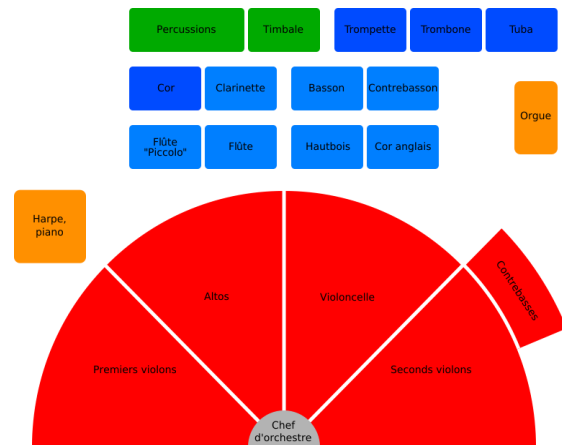 Percussions
Timbale
Trompette
Trombone
Tuba
Cor
Clarinette
Basson
Contrebasson
Orgue
Flûte
"Piccolo"
Flûte
Hautbois
Cor anglais
Harpe,
piano
Altos
Violoncelle
Contrebasses
Premiers violons
Seconds violons
Chef
d'orchestre